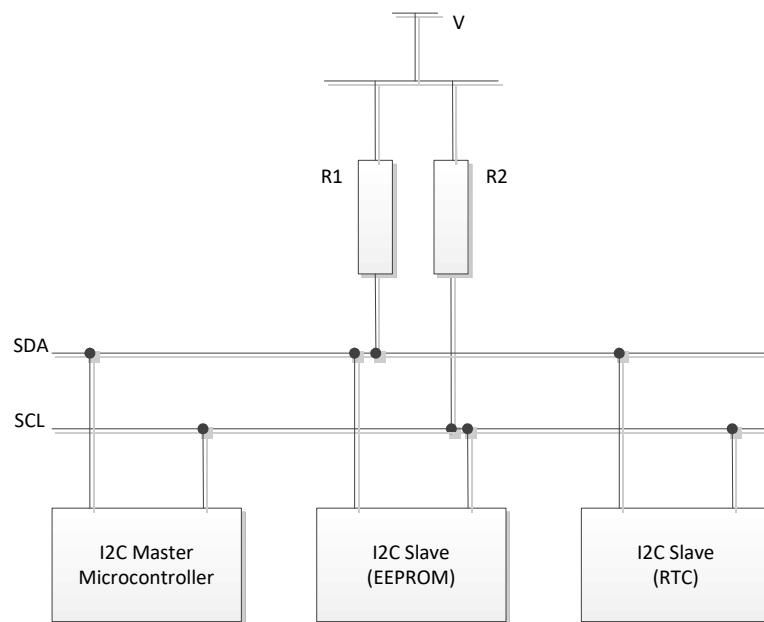 V
R1
R2
SDA
SCL
I2C Master
Microcontroller
I2C Slave
(EEPROM)
I2C Slave
(RTC)